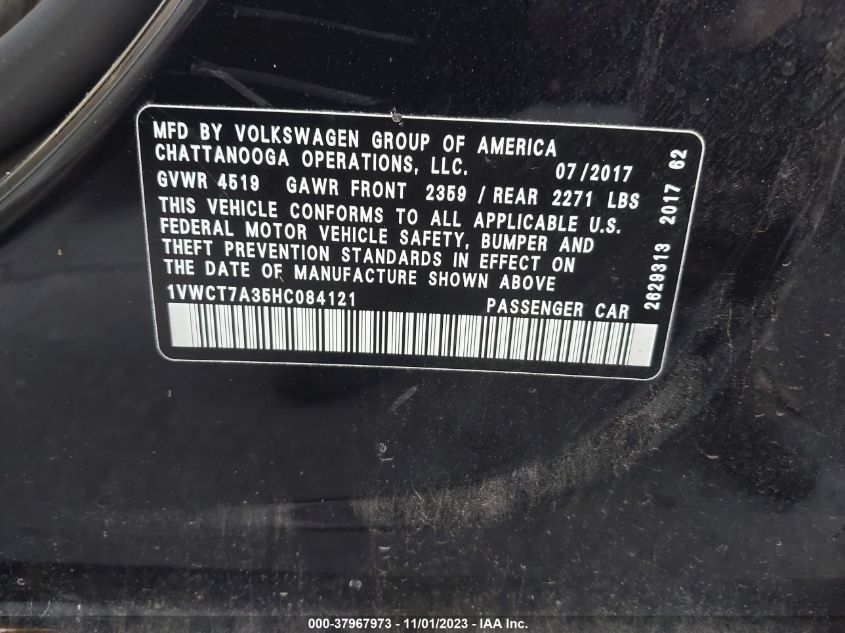 MFD BY VOLKSWAGEN GROUP OF AMERICA
CHATTANOOGA OPERATIONS, LLC. 07/2017
GVWR 4519 GAWR FRONT 2359 / REAR 2271 LBS
THIS VEHICLE CONFORMS TO ALL APPLICABLE U.S.
FEDERAL MOTOR VEHICLE SAFETY, BUMPER AND
THEFT PREVENTION STANDARDS IN EFFECT ON
THE DATE OF MANUFACTURE SHOWN ABOVE
1VWCT7A35HC084121 PASSENGER CAR
2629313 2017 62
000-37967973 - 11/01/2023 - IAA Inc.